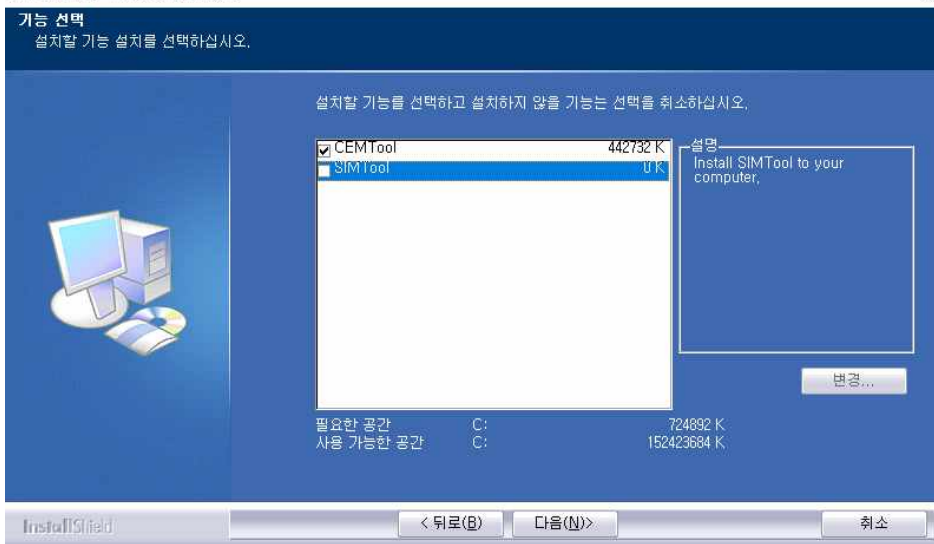 기능 선택
설치할 기능 설치를 선택하십시오.
설치할 기능를 선택하고 설치하지 않을 기능는 선택을 취소하십시오.
CEMTool 442732 K
SIMTool 0 K
설명
Install SIMTool to your
computer,
변경...
필요한 공간 C: 724892 K
사용 가능한 공간 C: 152423684 K
InstallShield
< 뒤로(B) 다음(N)> 취소